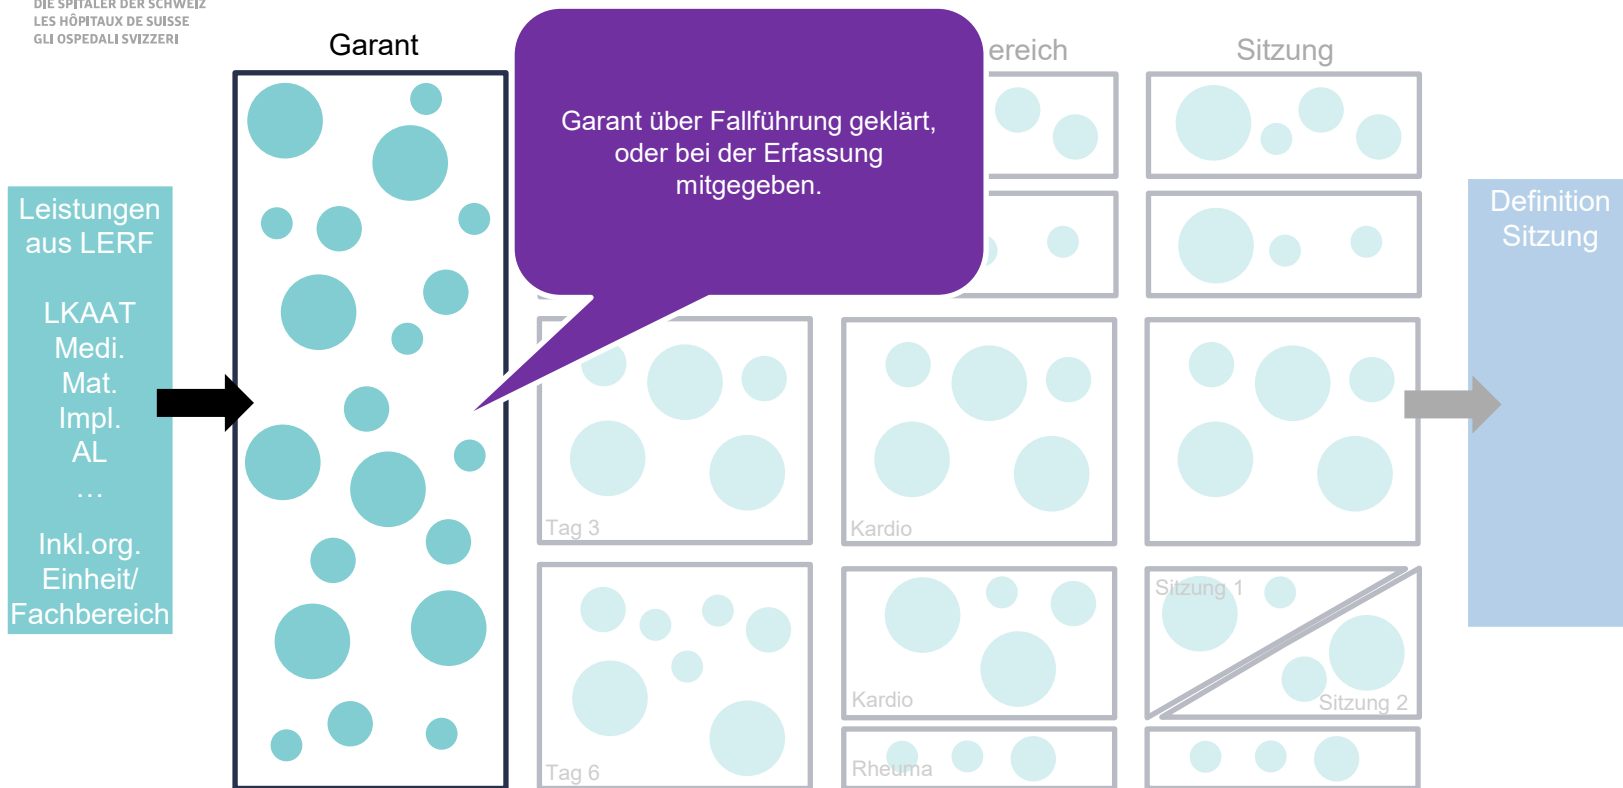 DIE SPITÄLER DER SCHWEIZ
LES HÔPITAUX DE SUISSE
GLI OSPEDALI SVIZZERI
Garant
ereich
Sitzung
Garant über Fallführung geklärt,
oder bei der Erfassung
mitgegeben.
Leistungen
aus LERF
LKAAT
Medi.
Mat.
Impl.
AL
...
Inkl.org.
Einheit/
Fachbereich
Definition
Sitzung
Tag 3
Kardio
Sitzung 1
Kardio
Sitzung 2
Tag 6
Rheuma